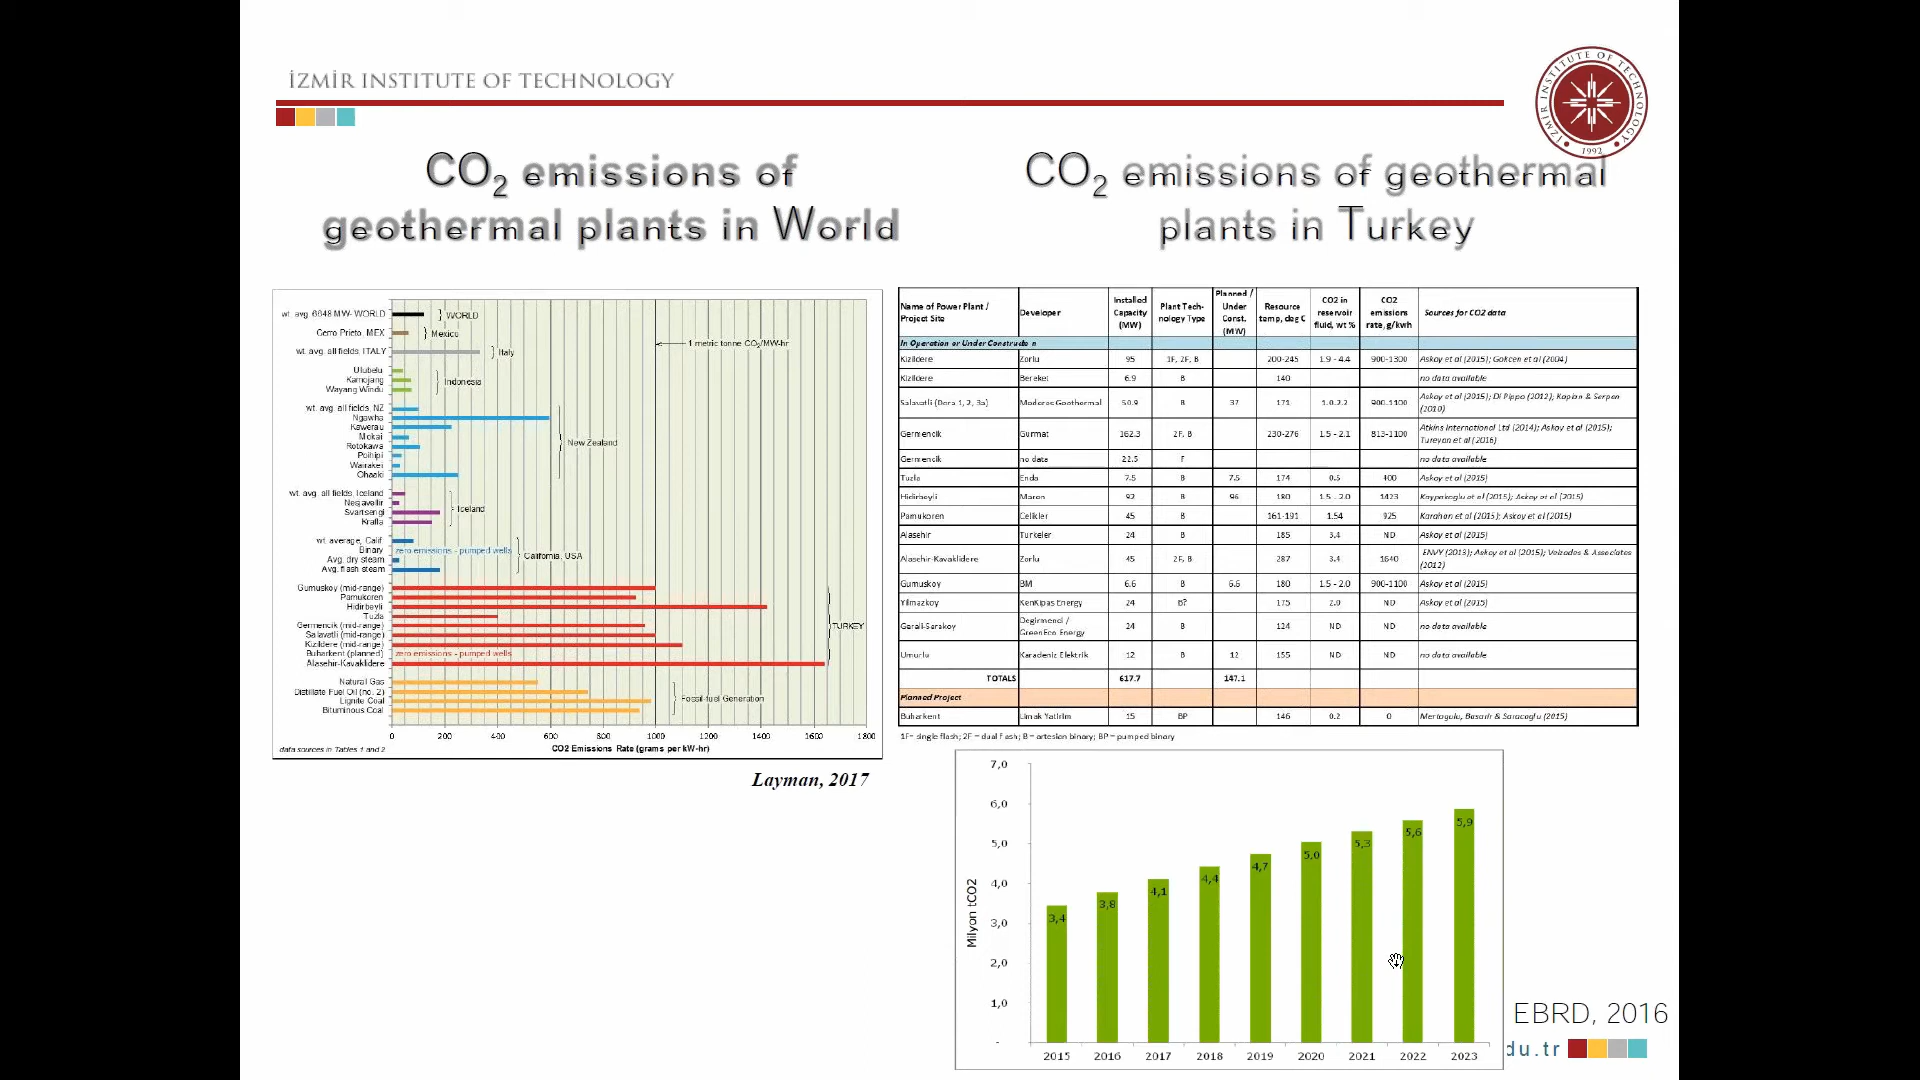 İZMİR INSTITUTE OF TECHNOLOGY
İZMİR INSTITUTE OF TECHNOLOGY
1992
CO2 emissions of
geothermal plants in World
CO2 emissions of geothermal
plants in Turkey
wt. avg. 6648 MW- WORLD
WORLD
Cerro Prieto, MEX
Mexico
wt. avg. all fields, ITALY
Italy
1 metric tonne CO2/MW-hr
Ulubelu
Kamojang
Wayang Windu
Indonesia
wt. avg. all fields, NZ
Ngawha
Kawerau
Mokai
Rotokawa
Poihipi
Wairakei
Ohaaki
New Zealand
wt. avg. all fields, Iceland
Nesjavellir
Svartsengi
Krafla
Iceland
wt. average, Calif.
Binary
zero emissions - pumped wells
Avg. dry steam
Avg. flash steam
California, USA
Gumuskoy (mid-range)
Pamukoren
Hidirbeyli
Tuzla
Germencik (mid-range)
Salavatli (mid-range)
Kizildere (mid-range)
Buharkent (planned)
zero emissions - pumped wells
Alasehir-Kavaklidere
TURKEY
Natural Gas
Distillate Fuel Oil (no. 2)
Lignite Coal
Bituminous Coal
Fossil-fuel Generation
0 200 400 600 800 1000 1200 1400 1600 1800
data sources in Tables 1 and 2
CO2 Emissions Rate (grams per kW-hr)
Layman, 2017
Name of Power Plant / Project Site Developer Installed Capacity (MW) Plant Tech-nology Type Planned / Under Const. (MW) Resource temp, deg C CO2 in reservoir fluid, wt % CO2 emissions rate, g/kwh Sources for CO2 data
In Operation or Under Constructio n
Kizildere Zorlu 95 1F, 2F, B 200-245 1.9 - 4.4 900-1300 Askoy et al (2015); Gokcen et al (2004)
Kizildere Bereket 6.9 B 140 no data available
Salavatli (Dora 1, 2, 3a) Moderes Geothermal 50.9 B 37 171 1.0-2.2 900-1100 Askoy et al (2015); Di Pippo (2012); Kaplan & Serpen (2010)
Germencik Gurmat 162.3 2F, B 230-276 1.5 - 2.1 813-1100 Atkins International Ltd (2014); Askoy et al (2015); Tureyen et al (2016)
Germencik no data 22.5 F no data available
Tuzla Enda 7.5 B 7.5 174 0.5 400 Askoy et al (2015)
Hidirbeyli Maren 92 B 96 180 1.5 - 2.0 1423 Kaypakoglu et al (2015); Askoy et al (2015)
Pamukoren Celikler 45 B 161-191 1.54 925 Karahan et al (2015); Askoy et al (2015)
Alasehir Turkeler 24 B 185 3.4 ND Askoy et al (2015)
Alasehir-Kavaklidere Zorlu 45 2F, B 287 3.4 1640 ENVY (2013); Askoy et al (2015); Velzades & Associates (2012)
Gumuskoy BM 6.6 B 6.6 180 1.5 - 2.0 900-1100 Askoy et al (2015)
Yilmazkoy KenKipas Energy 24 B? 175 2.0 ND Askoy et al (2015)
Gerali-Sarakoy Degirmenci / GreenEco Energy 24 B 124 ND ND no data available
Umurlu Karadeniz Elektrik 12 B 12 155 ND ND no data available
TOTALS 617.7 147.1
Planned Project
Buharkent Limak Yatirim 15 BP 146 0.2 0 Mertogulu, Basarir & Saracoglu (2015)
1F= single flash; 2F = dual flash; B = artesian binary; BP = pumped binary
Milyon tCO2
7,0
6,0
5,0
4,0
3,0
2,0
1,0
-
3,4 3,8 4,1 4,4 4,7 5,0 5,3 5,6 5,9
2015 2016 2017 2018 2019 2020 2021 2022 2023
EBRD, 2016
du.tr